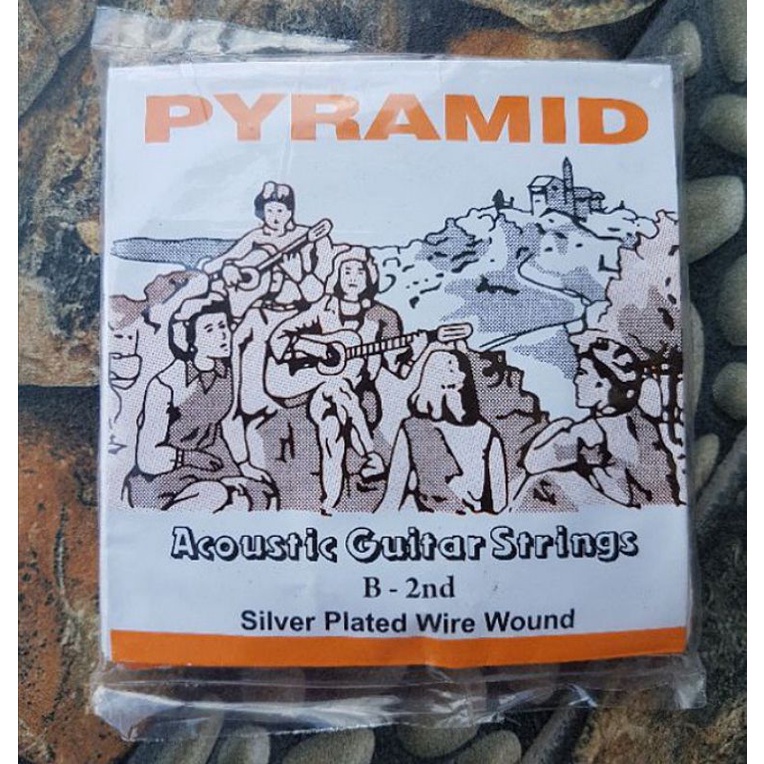 PYRAMID
Acoustic Guitar Strings
B - 2nd
Silver Plated Wire Wound